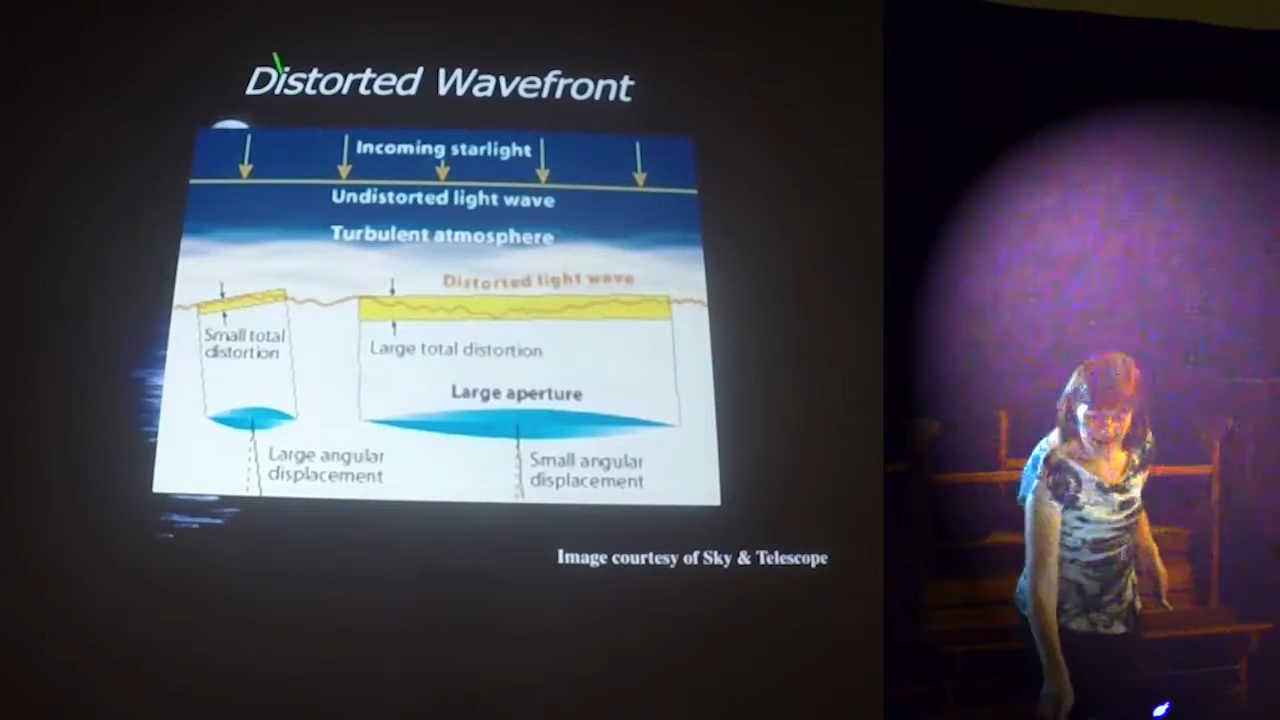 Distorted Wavefront
Incoming starlight
Undistorted light wave
Turbulent atmosphere
Distorted light wave
Small total
distortion
Large total distortion
Large aperture
Large angular
displacement
Small angular
displacement
Image courtesy of Sky & Telescope